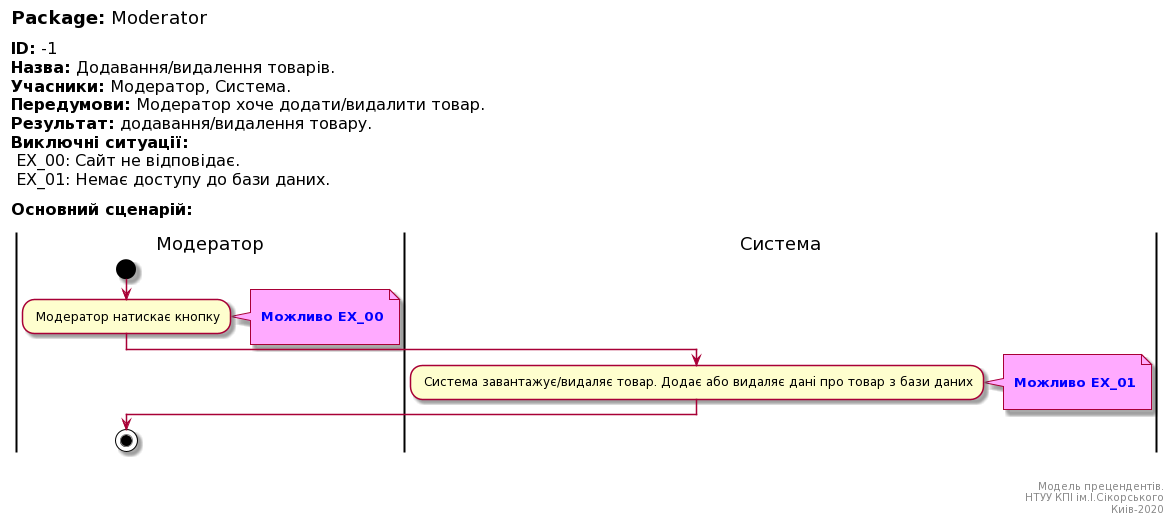 Package: Moderator
ID: -1
Назва: Додавання/видалення товарів.
Учасники: Модератор, Система.
Передумови: Модератор хоче додати/видалити товар.
Результат: додавання/видалення товару.
Виключні ситуації:
EX_00: Сайт не відповідає.
EX_01: Немає доступу до бази даних.
Основний сценарій:
Модератор
Система
Модератор натискає кнопку
Можливо EX_00
Система завантажує/видаляє товар. Додає або видаляє дані про товар з бази даних
Можливо EX_01
Модель прецендентів.
НТУУ КПІ ім.І.Сікорського
Київ-2020